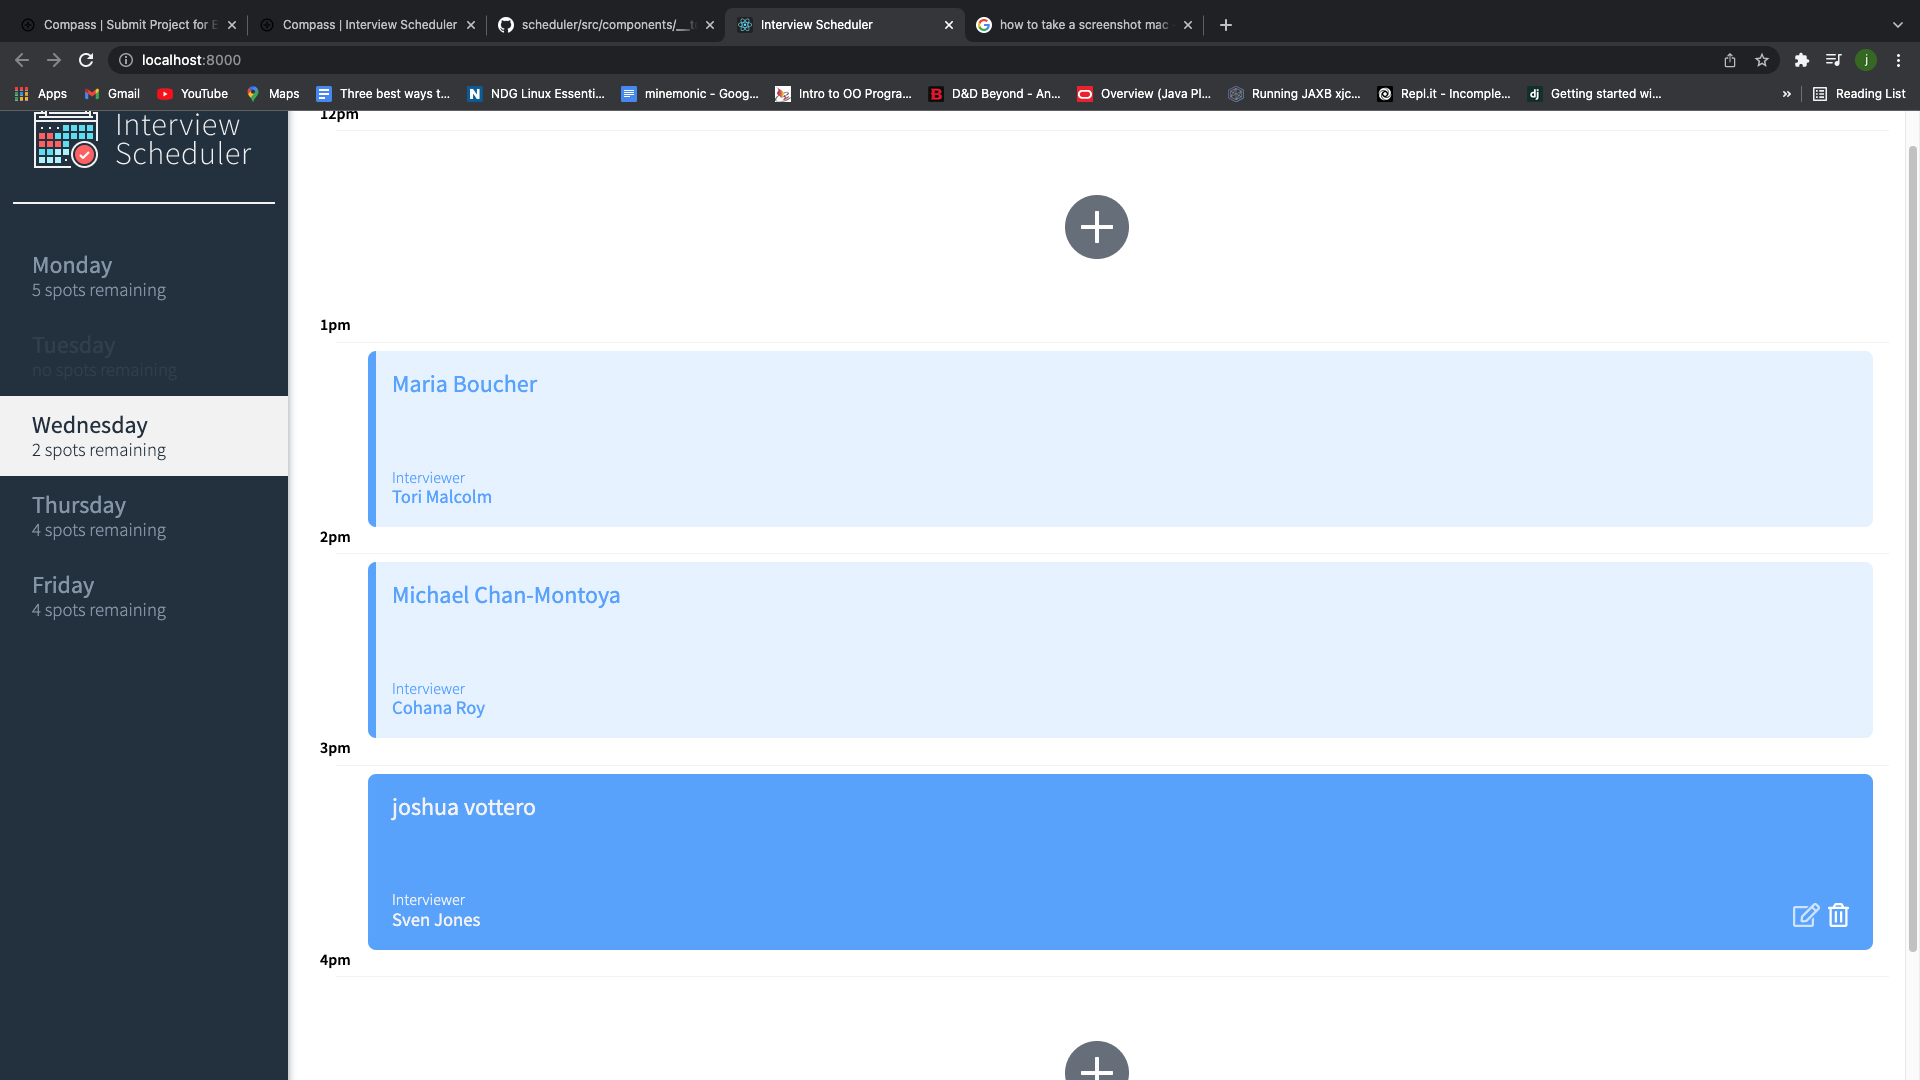 Compass | Submit Project for E
Compass | Interview Scheduler
scheduler/src/components/__t
Interview Scheduler
how to take a screenshot mac
localhost:8000
j
Apps
Gmail
YouTube
Maps
Three best ways t...
NDG Linux Essenti...
minemonic - Goog...
Intro to OO Progra...
D&D Beyond - An...
Overview (Java Pl...
Running JAXB xjc...
Repl.it - Incomple...
Getting started wi...
»
Reading List
Interview
Scheduler
Monday
5 spots remaining
Tuesday
no spots remaining
Wednesday
2 spots remaining
Thursday
4 spots remaining
Friday
4 spots remaining
12pm
1pm
Maria Boucher
Interviewer
Tori Malcolm
2pm
Michael Chan-Montoya
Interviewer
Cohana Roy
3pm
joshua vottero
Interviewer
Sven Jones
4pm